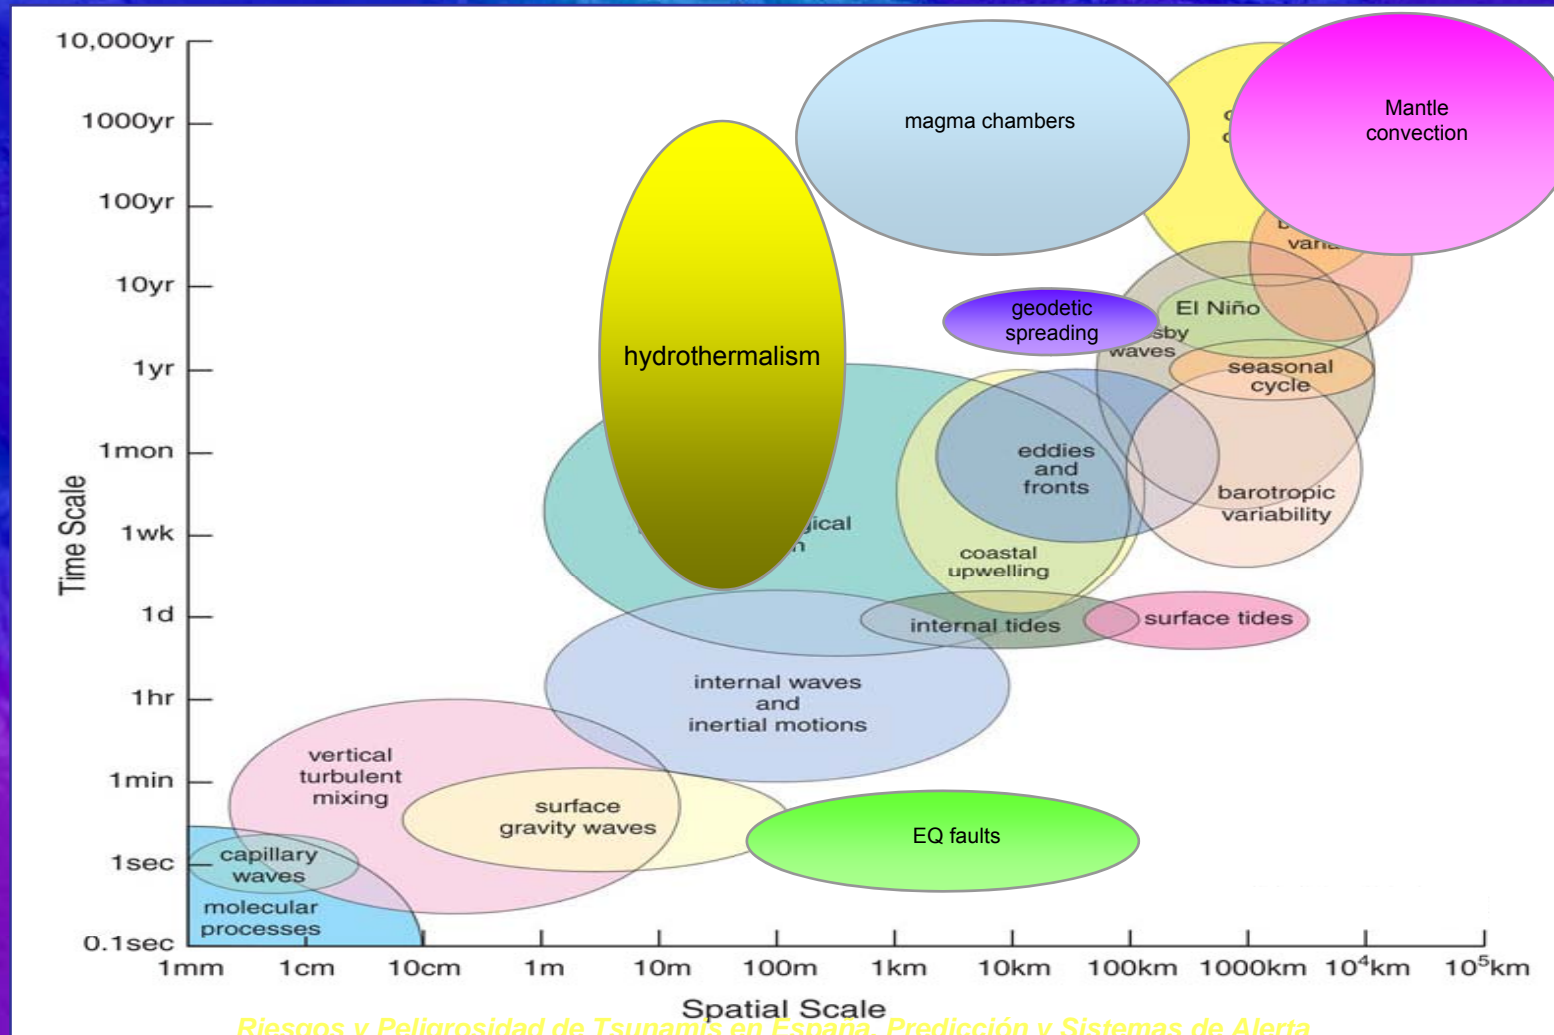 10,000yr
1000yr
100yr
10yr
1yr
1mon
1wk
1d
1hr
1min
1sec
0.1sec
Time Scale
magma chambers
Mantle
convection
geodetic
spreading
El Niño
waves
seasonal
cycle
hydrothermalism
eddies
and
fronts
barotropic
variability
coastal
upwelling
internal tides
surface tides
internal waves
and
inertial motions
vertical
turbulent
mixing
surface
gravity waves
EQ faults
capillary
waves
molecular
processes
1mm 1cm 10cm 1m 10m 100m 1km 10km 100km 1000km 10⁴km 10⁵km
Spatial Scale
Riesgos y Peligrosidad de Tsunamis en España. Predicción y Sistemas de Alerta